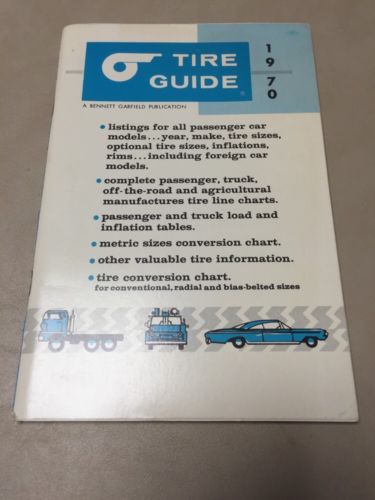 TIRE
GUIDE®
19
70
A BENNETT GARFIELD PUBLICATION
• listings for all passenger car
models...year, make, tire sizes,
optional tire sizes, inflations,
rims...including foreign car
models.
• complete passenger, truck,
off-the-road and agricultural
manufactures tire line charts.
• passenger and truck load and
inflation tables.
• metric sizes conversion chart.
• other valuable tire information.
• tire conversion chart.
for conventional, radial and bias-belted sizes